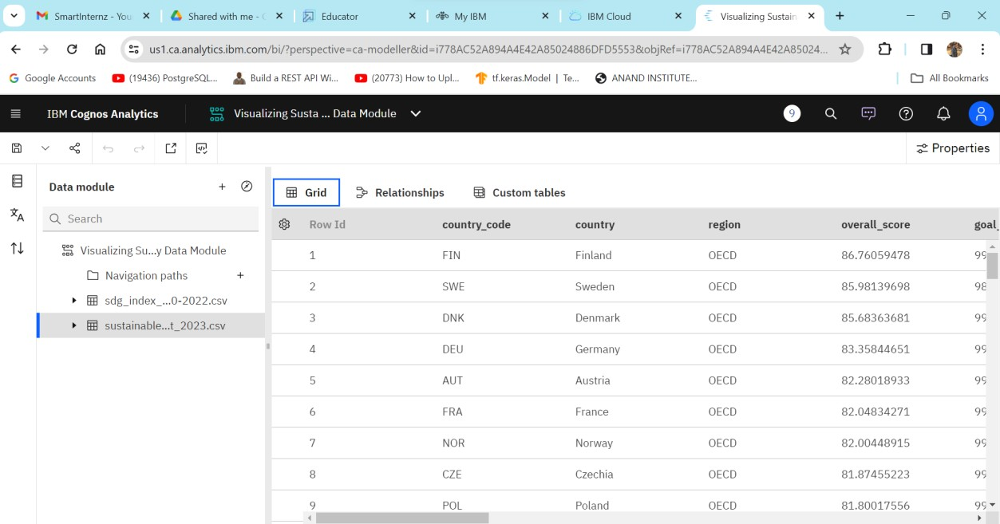 SmartInternz - You
Shared with me - G
Educator
My IBM
IBM Cloud
Visualizing Sustain
us1.ca.analytics.ibm.com/bi/?perspective=ca-modeller&id=i778AC52A894A4E42A85024886DFD5553&objRef=i778AC52A894A4E42A85024...
Google Accounts
(19436) PostgreSQL...
Build a REST API Wi...
(20773) How to Upl...
tf.keras.Model | Te...
ANAND INSTITUTE...
All Bookmarks
IBM Cognos Analytics
Visualizing Susta ... Data Module
9
Properties
Data module
Search
Visualizing Su...y Data Module
Navigation paths
sdg_index_...0-2022.csv
sustainable...t_2023.csv
Grid
Relationships
Custom tables
Row Id country_code country region overall_score goal_
1 FIN Finland OECD 86.76059478 99
2 SWE Sweden OECD 85.98139698 98
3 DNK Denmark OECD 85.68363681 99
4 DEU Germany OECD 83.35844651 99
5 AUT Austria OECD 82.28018933 99
6 FRA France OECD 82.04834271 99
7 NOR Norway OECD 82.00448915 99
8 CZE Czechia OECD 81.87455223 99
9 POL Poland OECD 81.80017556 99